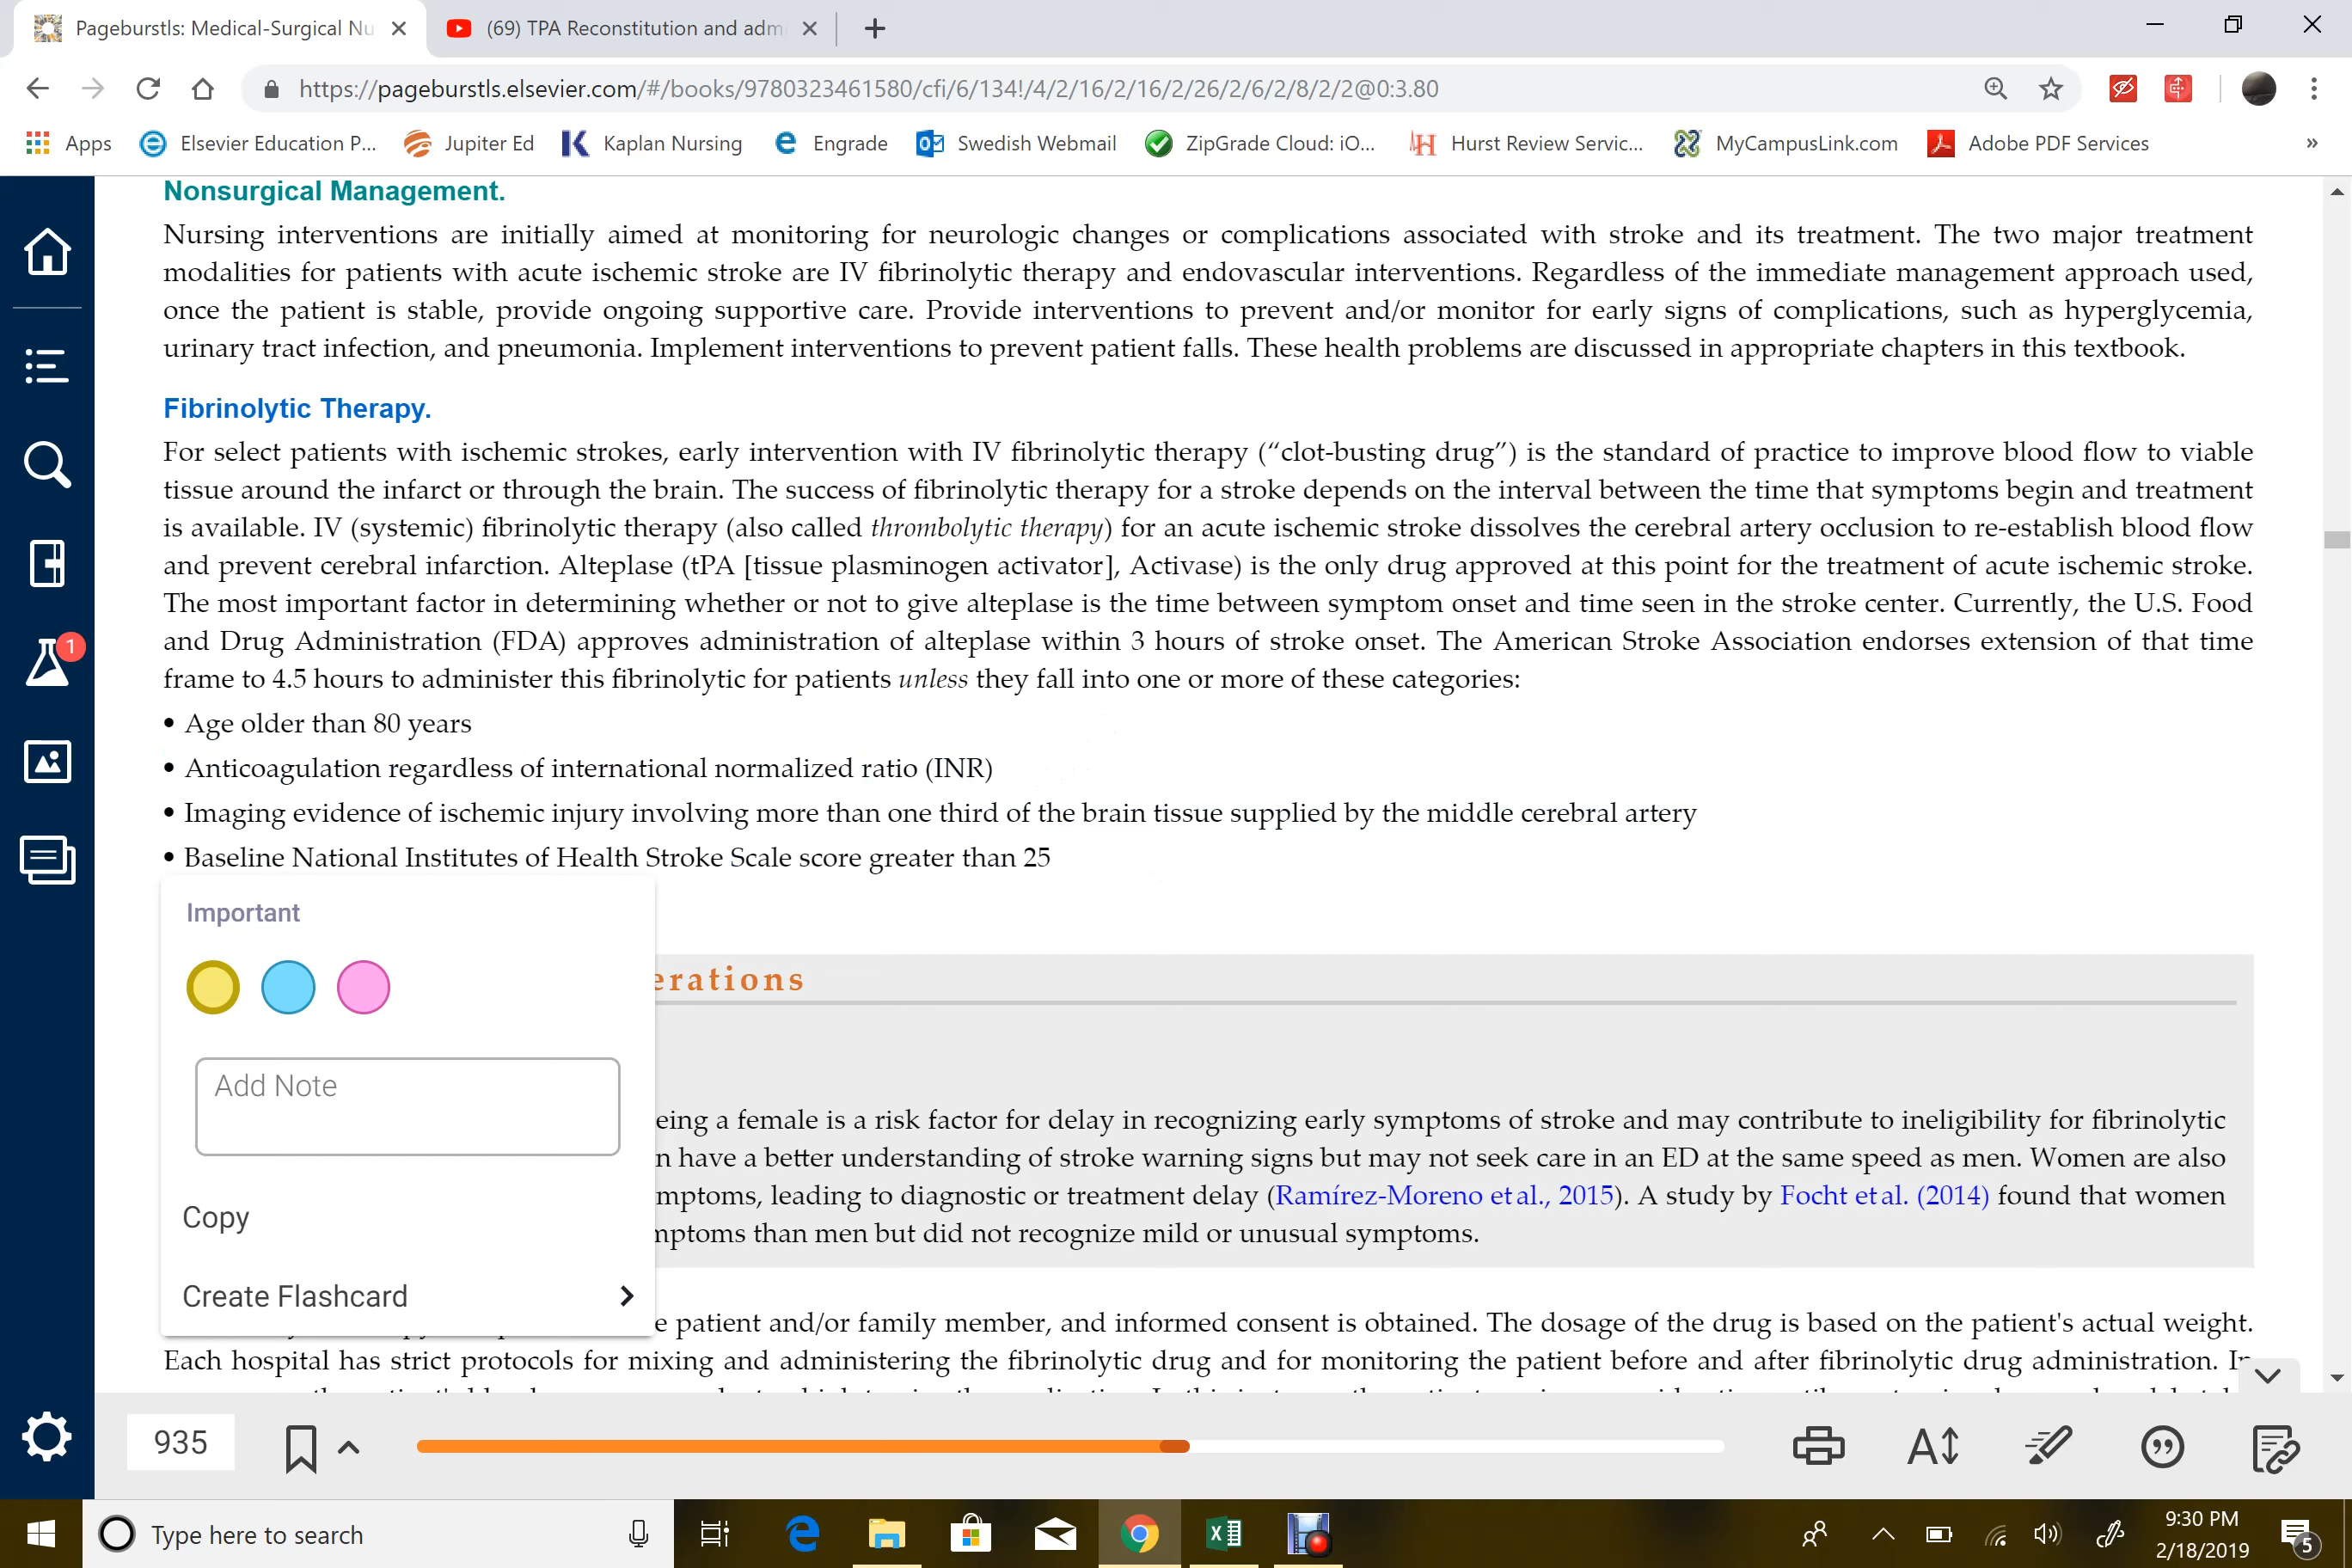 Pageburstls: Medical-Surgical Nu
(69) TPA Reconstitution and adm
https://pageburstls.elsevier.com/#/books/9780323461580/cfi/6/134!/4/2/16/2/16/2/26/2/6/2/8/2/2@0:3.80
Apps Elsevier Education P... Jupiter Ed Kaplan Nursing Engrade Swedish Webmail ZipGrade Cloud: iO... Hurst Review Servic... MyCampusLink.com Adobe PDF Services »
Nonsurgical Management.
Nursing interventions are initially aimed at monitoring for neurologic changes or complications associated with stroke and its treatment. The two major treatment
modalities for patients with acute ischemic stroke are IV fibrinolytic therapy and endovascular interventions. Regardless of the immediate management approach used,
once the patient is stable, provide ongoing supportive care. Provide interventions to prevent and/or monitor for early signs of complications, such as hyperglycemia,
urinary tract infection, and pneumonia. Implement interventions to prevent patient falls. These health problems are discussed in appropriate chapters in this textbook.
Fibrinolytic Therapy.
For select patients with ischemic strokes, early intervention with IV fibrinolytic therapy (“clot-busting drug”) is the standard of practice to improve blood flow to viable
tissue around the infarct or through the brain. The success of fibrinolytic therapy for a stroke depends on the interval between the time that symptoms begin and treatment
is available. IV (systemic) fibrinolytic therapy (also called thrombolytic therapy) for an acute ischemic stroke dissolves the cerebral artery occlusion to re-establish blood flow
and prevent cerebral infarction. Alteplase (tPA [tissue plasminogen activator], Activase) is the only drug approved at this point for the treatment of acute ischemic stroke.
The most important factor in determining whether or not to give alteplase is the time between symptom onset and time seen in the stroke center. Currently, the U.S. Food
and Drug Administration (FDA) approves administration of alteplase within 3 hours of stroke onset. The American Stroke Association endorses extension of that time
frame to 4.5 hours to administer this fibrinolytic for patients unless they fall into one or more of these categories:
• Age older than 80 years
• Anticoagulation regardless of international normalized ratio (INR)
• Imaging evidence of ischemic injury involving more than one third of the brain tissue supplied by the middle cerebral artery
• Baseline National Institutes of Health Stroke Scale score greater than 25
Important
erations
Add Note
eing a female is a risk factor for delay in recognizing early symptoms of stroke and may contribute to ineligibility for fibrinolytic
n have a better understanding of stroke warning signs but may not seek care in an ED at the same speed as men. Women are also
mptoms, leading to diagnostic or treatment delay (Ramírez-Moreno et al., 2015). A study by Focht et al. (2014) found that women
mptoms than men but did not recognize mild or unusual symptoms.
Copy
Create Flashcard
e patient and/or family member, and informed consent is obtained. The dosage of the drug is based on the patient's actual weight.
Each hospital has strict protocols for mixing and administering the fibrinolytic drug and for monitoring the patient before and after fibrinolytic drug administration. In
935
Type here to search
9:30 PM
2/18/2019
5
1